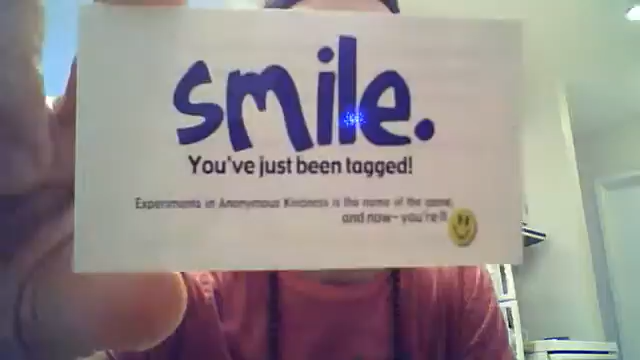 smile.
You've just been tagged!
Experiments in Anonymous Kindness is the name of the game,
and now~you're It